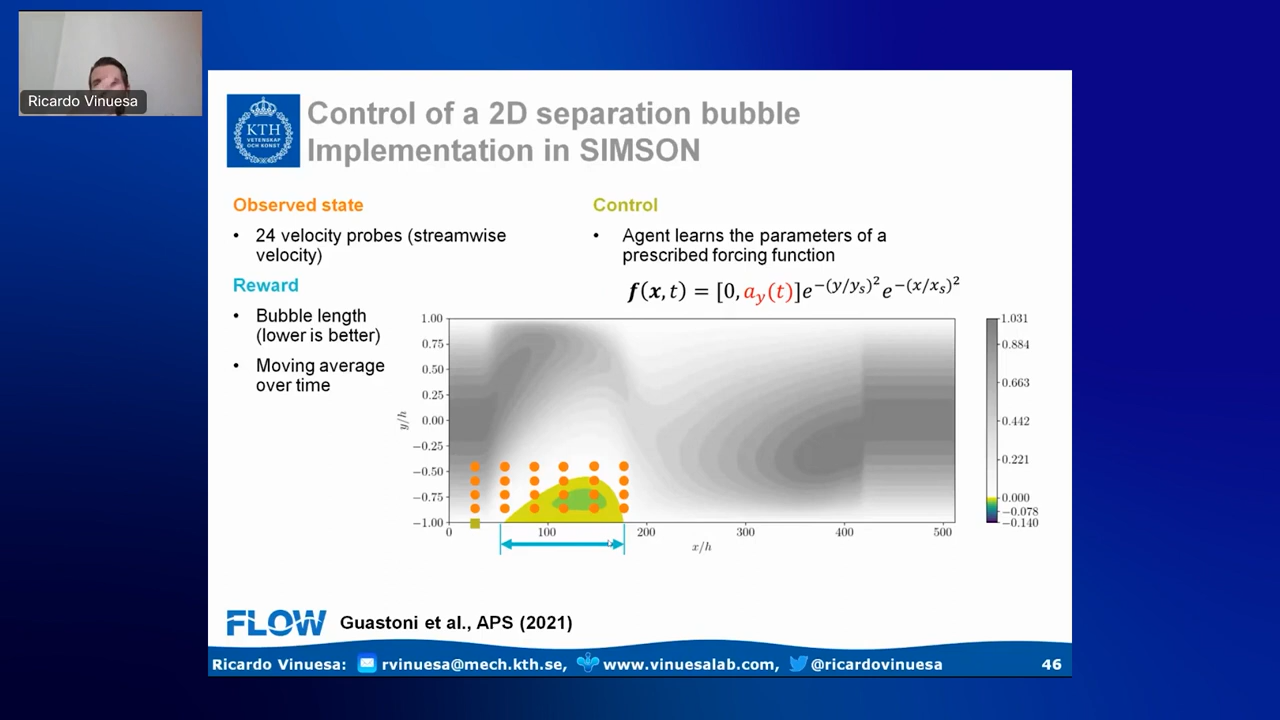 Ricardo Vinuesa
KTH
VETENSKAP
OCH KONST
Control of a 2D separation bubble
Implementation in SIMSON
Observed state
• 24 velocity probes (streamwise
velocity)
Reward
• Bubble length
(lower is better)
• Moving average
over time
Control
• Agent learns the parameters of a
prescribed forcing function
f(x, t) = [0, a_y(t)]e^{-(y/y_s)^2}e^{-(x/x_s)^2}
1.00
0.75
0.50
0.25
0.00
−0.25
−0.50
−0.75
−1.00
y/h
0 100 200 300 400 500
x/h
1.031
0.884
0.663
0.442
0.221
0.000
−0.078
−0.140
FLOW Guastoni et al., APS (2021)
Ricardo Vinuesa: rvinuesa@mech.kth.se, www.vinuesalab.com, @ricardovinuesa 46